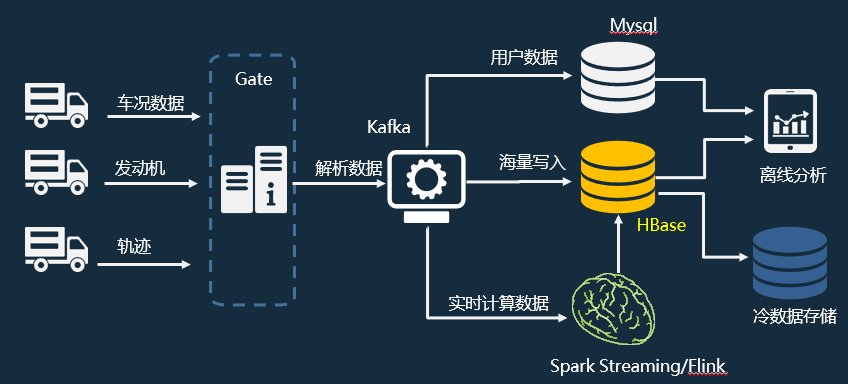 Mysql
用户数据
Gate
车况数据
Kafka
发动机
解析数据
海量写入
离线分析
HBase
轨迹
实时计算数据
冷数据存储
Spark Streaming/Flink